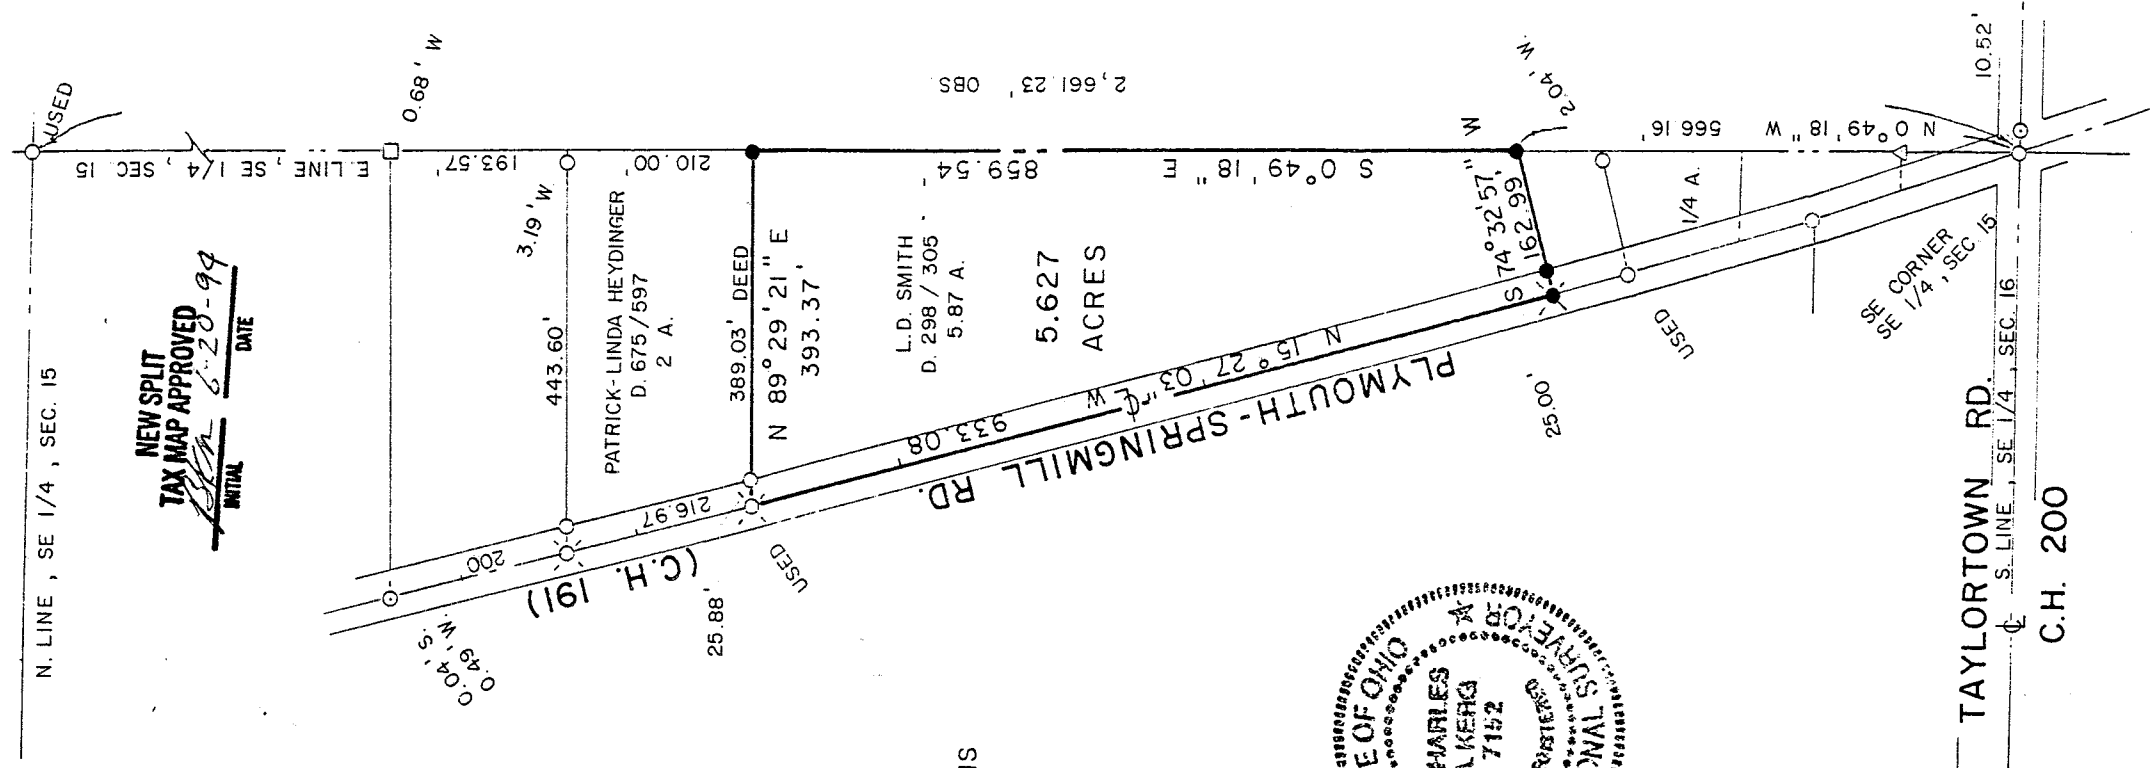 USED
E. LINE, SE 1/4, SEC. 15
0.68' W
193.57'
210.00'
2,661.23' OBS.
859.54'
S 0°49'18" E
2.04' W.
566.16'
N 0°49'18" W
10.52'
N. LINE, SE 1/4, SEC. 15
NEW SPLIT
TAX MAP APPROVED
6-20-94
INITIAL
DATE
443.60'
3.19' W
PATRICK-LINDA HEYDINGER
D. 675/597
2 A.
389.03' DEED
N 89°29'21" E
393.37'
L.D. SMITH
D. 298/305
5.87 A.
5.627
ACRES
S 74°32'57" W
162.99'
1/4 A.
USED
SE CORNER
SE 1/4, SEC. 15
N 15°27'03" W
933.08'
℄
PLYMOUTH-SPRINGMILL RD.
(C.H. 191)
216.97'
200'
25.88'
USED
25.00'
0.04' S.
0.49' W.
TAYLORTOWN RD.
℄ S. LINE, SE 1/4, SEC. 16
C.H. 200
E OF OHIO
HARLES
7152
ONAL SURVEYOR